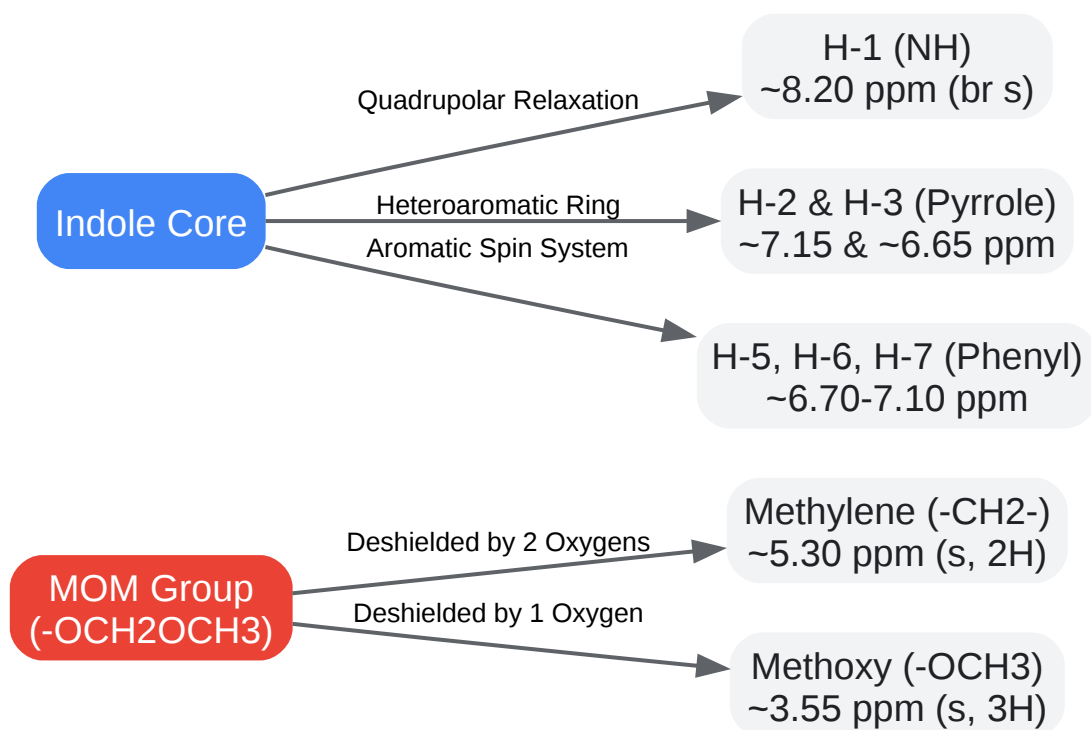 H-1 (NH)
~8.20 ppm (br s)
Quadrupolar Relaxation
Indole Core
Heteroaromatic Ring
H-2 & H-3 (Pyrrole)
~7.15 & ~6.65 ppm
Aromatic Spin System
H-5, H-6, H-7 (Phenyl)
~6.70-7.10 ppm
Methylene (-CH2-)
~5.30 ppm (s, 2H)
Deshielded by 2 Oxygens
MOM Group
(-OCH2OCH3)
Deshielded by 1 Oxygen
Methoxy (-OCH3)
~3.55 ppm (s, 3H)